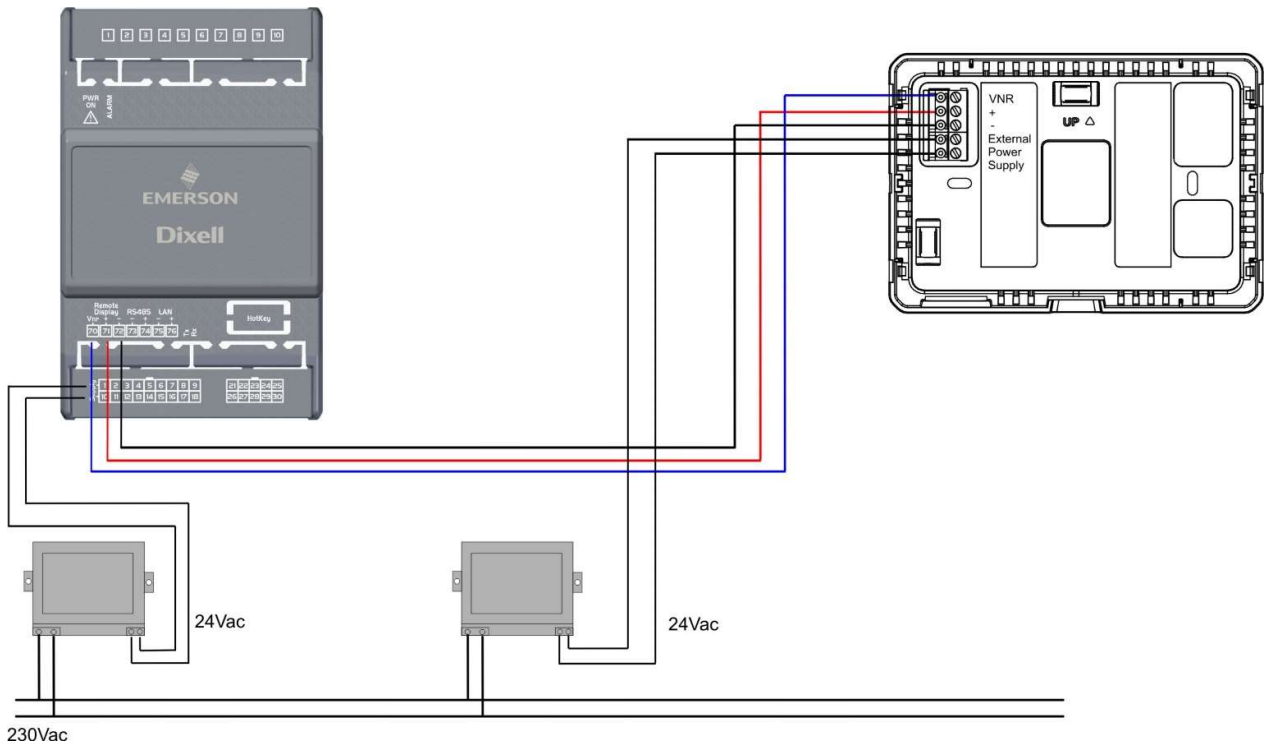 1 2 3 4 5 6 7 8 9 10
PWR
ON
ALARM
EMERSON
Dixell
Remote
Display RS485 LAN
Vnr + - - + - +
70 71 72 73 74 75 76
Tx
Rx
HotKey
1 2 3 4 5 6 7 8 9
10 11 12 13 14 15 16 17 18
21 22 23 24 25
26 27 28 29 30
VNR
+
-
External
Power
Supply
UP
24Vac
24Vac
230Vac